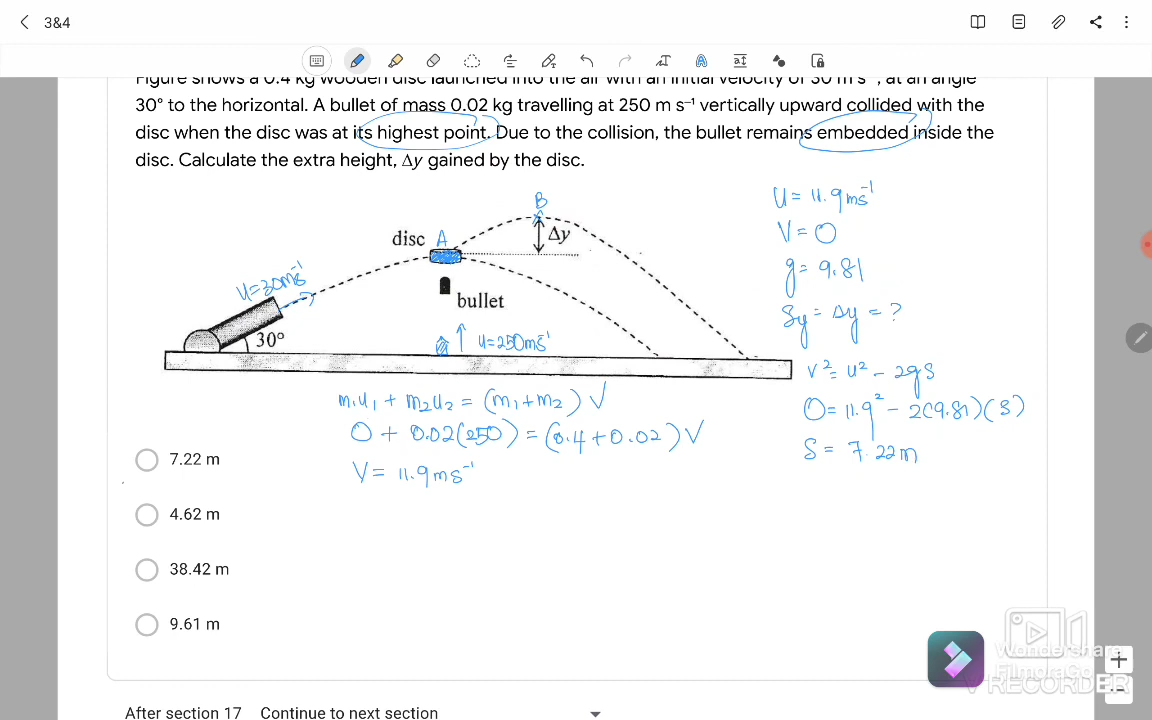 3&4
Figure shows a 0.4 kg wooden disc launched into the air with an initial velocity of 30 m s⁻¹, at an angle
30° to the horizontal. A bullet of mass 0.02 kg travelling at 250 m s⁻¹ vertically upward collided with the
disc when the disc was at its highest point. Due to the collision, the bullet remains embedded inside the
disc. Calculate the extra height, Δy gained by the disc.
B
disc A
Δy
bullet
u=30ms⁻¹
30°
u=250ms⁻¹
u= 11.9ms⁻¹
V= 0
g= 9.81
Sy= Δy = ?
v²= u² - 2gs
0= 11.9² - 2(9.81)(s)
S= 7.22m
m₁u₁ + m₂u₂ = (m₁+m₂) V
0 + 0.02(250) = (0.4+0.02) V
V= 11.9ms⁻¹
7.22 m
4.62 m
38.42 m
9.61 m
Wondershare
FilmoraGo
V RECORDER
After section 17 Continue to next section